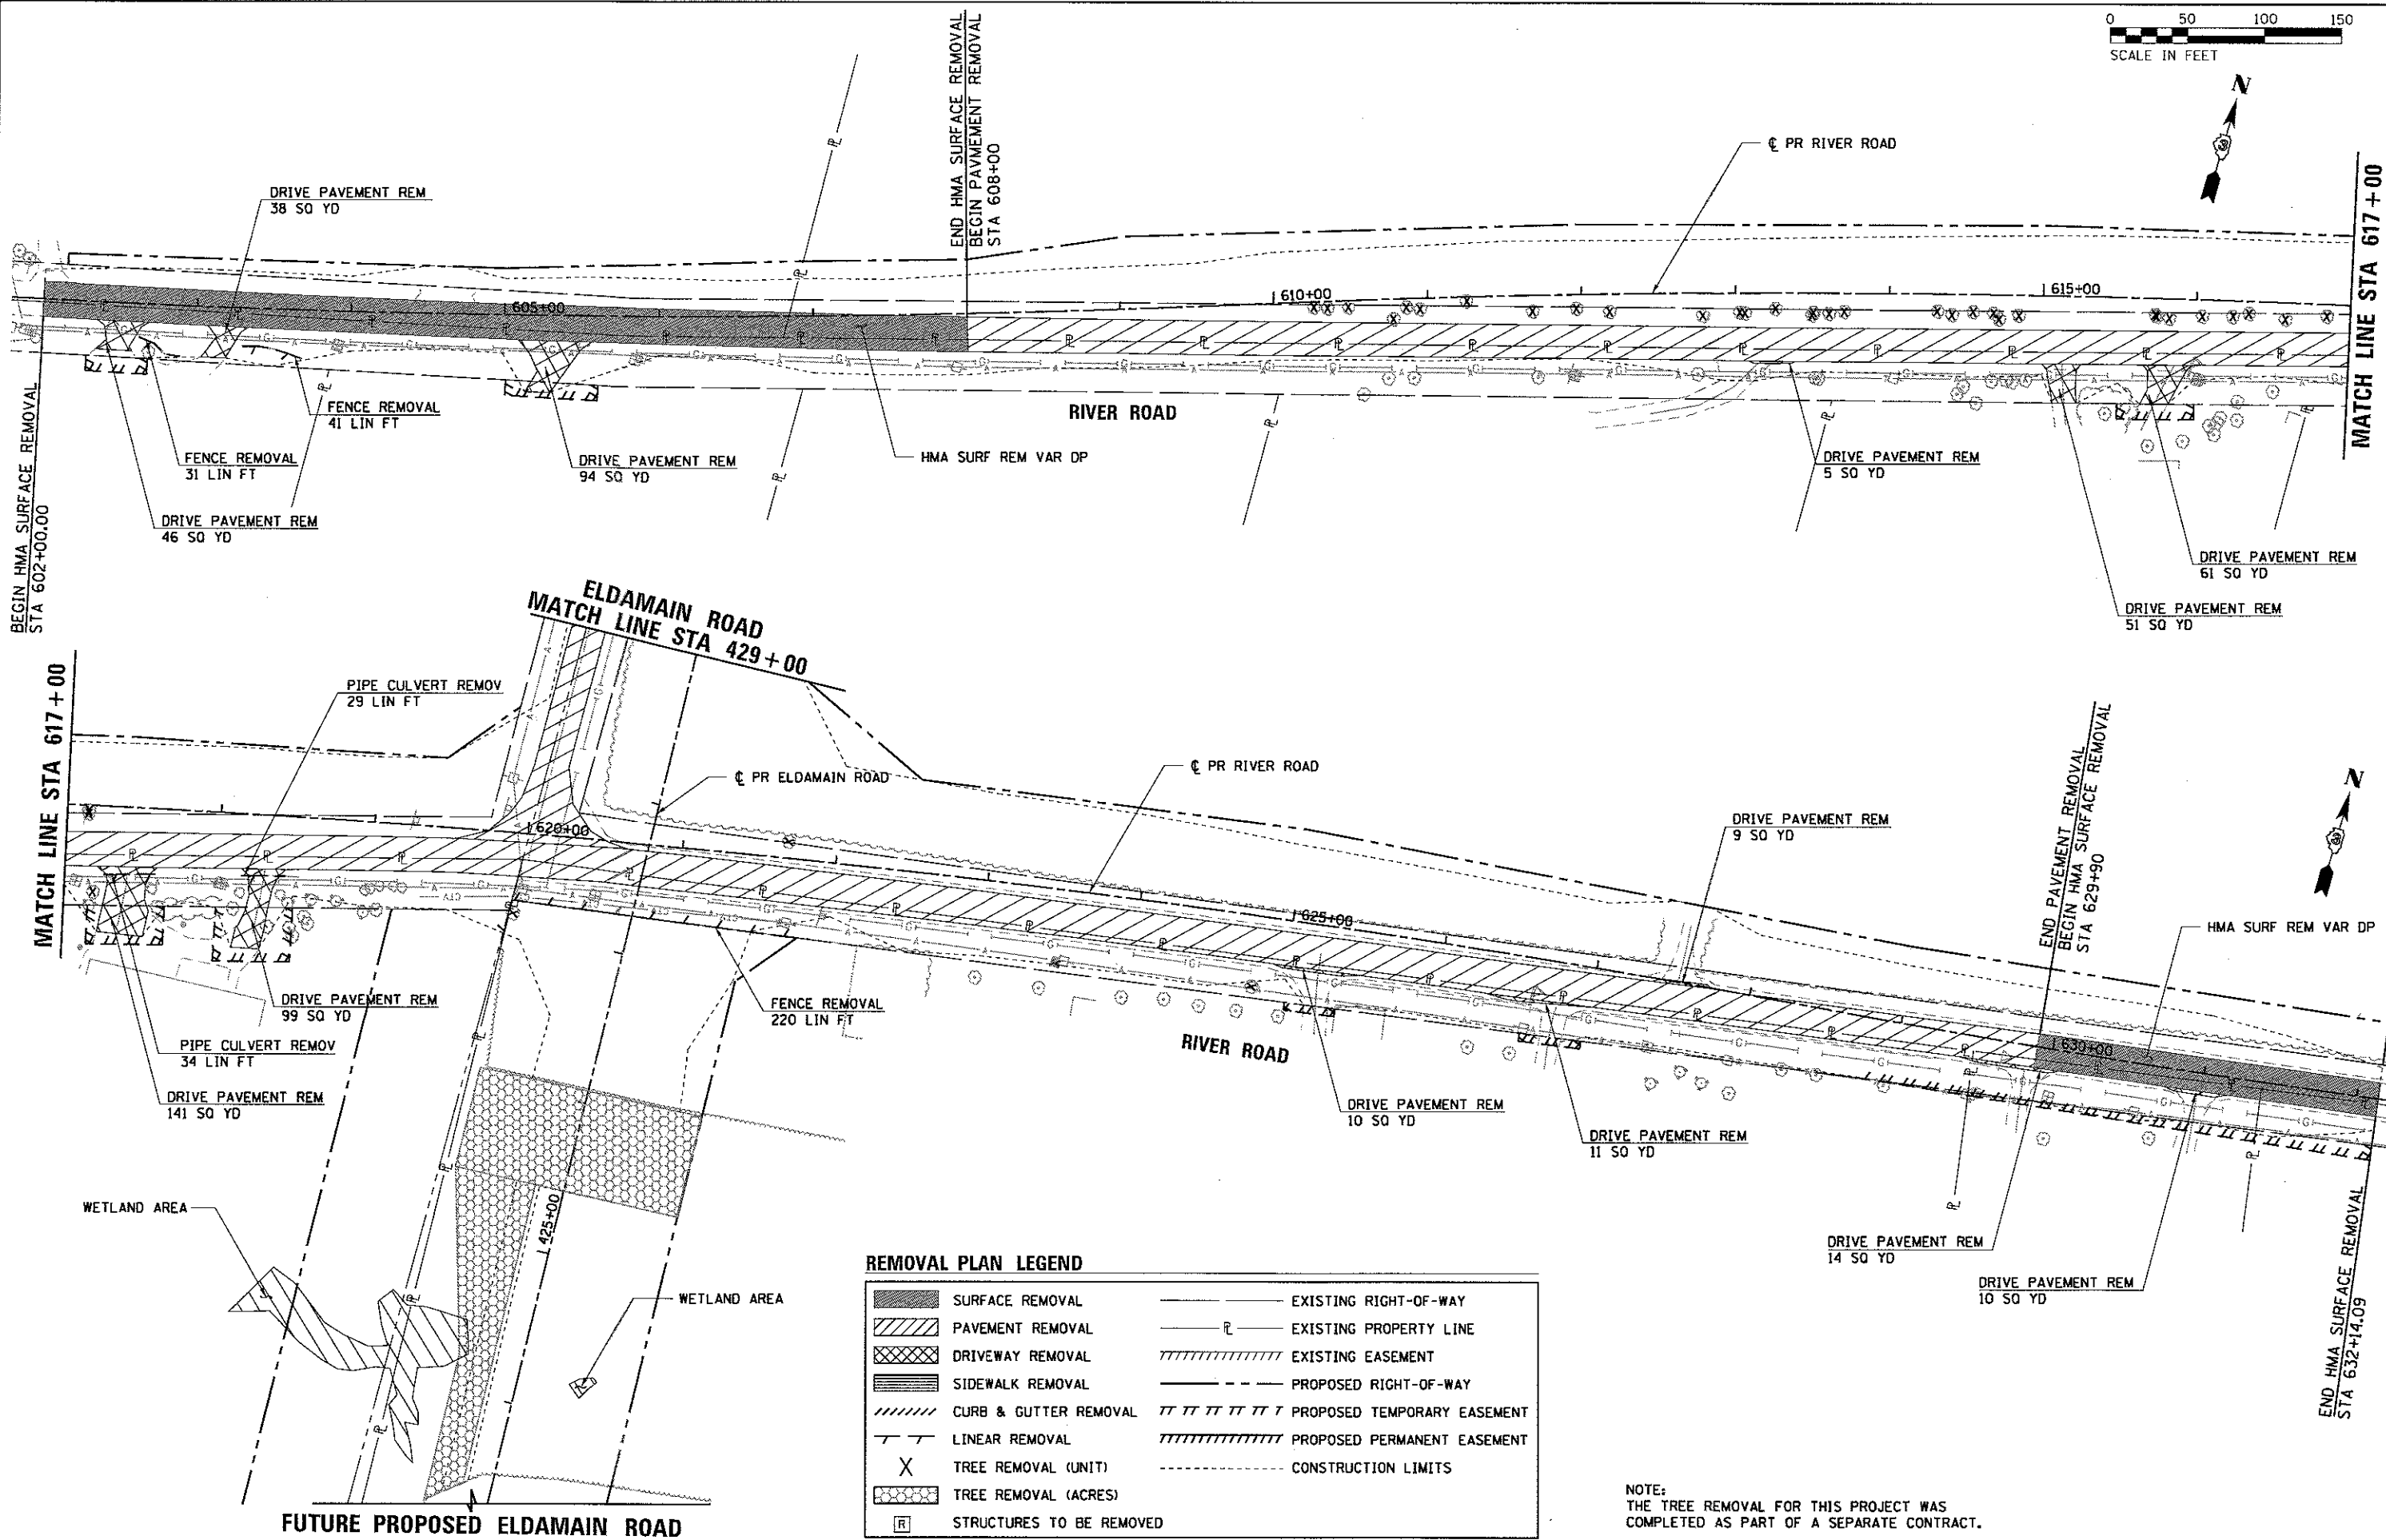 0 50 100 150
SCALE IN FEET
N
END HMA SURFACE REMOVAL
BEGIN PAVMEMENT REMOVAL
STA 608+00
℄ PR RIVER ROAD
MATCH LINE STA 617+00
DRIVE PAVEMENT REM
38 SQ YD
605+00
610+00
615+00
FENCE REMOVAL
41 LIN FT
FENCE REMOVAL
31 LIN FT
DRIVE PAVEMENT REM
46 SQ YD
DRIVE PAVEMENT REM
94 SQ YD
HMA SURF REM VAR DP
RIVER ROAD
DRIVE PAVEMENT REM
5 SQ YD
DRIVE PAVEMENT REM
61 SQ YD
DRIVE PAVEMENT REM
51 SQ YD
BEGIN HMA SURFACE REMOVAL
STA 602+00.00
ELDAMAIN ROAD
MATCH LINE STA 429+00
MATCH LINE STA 617+00
PIPE CULVERT REMOV
29 LIN FT
℄ PR ELDAMAIN ROAD
℄ PR RIVER ROAD
620+00
625+00
630+00
DRIVE PAVEMENT REM
9 SQ YD
END PAVEMENT REMOVAL
BEGIN HMA SURFACE REMOVAL
STA 629+90
N
HMA SURF REM VAR DP
DRIVE PAVEMENT REM
99 SQ YD
PIPE CULVERT REMOV
34 LIN FT
DRIVE PAVEMENT REM
141 SQ YD
FENCE REMOVAL
220 LIN FT
RIVER ROAD
DRIVE PAVEMENT REM
10 SQ YD
DRIVE PAVEMENT REM
11 SQ YD
DRIVE PAVEMENT REM
14 SQ YD
DRIVE PAVEMENT REM
10 SQ YD
END HMA SURFACE REMOVAL
STA 632+14.09
WETLAND AREA
425+00
WETLAND AREA
FUTURE PROPOSED ELDAMAIN ROAD
REMOVAL PLAN LEGEND
SURFACE REMOVAL
PAVEMENT REMOVAL
DRIVEWAY REMOVAL
SIDEWALK REMOVAL
CURB & GUTTER REMOVAL
LINEAR REMOVAL
X TREE REMOVAL (UNIT)
TREE REMOVAL (ACRES)
R STRUCTURES TO BE REMOVED
EXISTING RIGHT-OF-WAY
PL EXISTING PROPERTY LINE
EXISTING EASEMENT
PROPOSED RIGHT-OF-WAY
PROPOSED TEMPORARY EASEMENT
PROPOSED PERMANENT EASEMENT
CONSTRUCTION LIMITS
NOTE:
THE TREE REMOVAL FOR THIS PROJECT WAS
COMPLETED AS PART OF A SEPARATE CONTRACT.